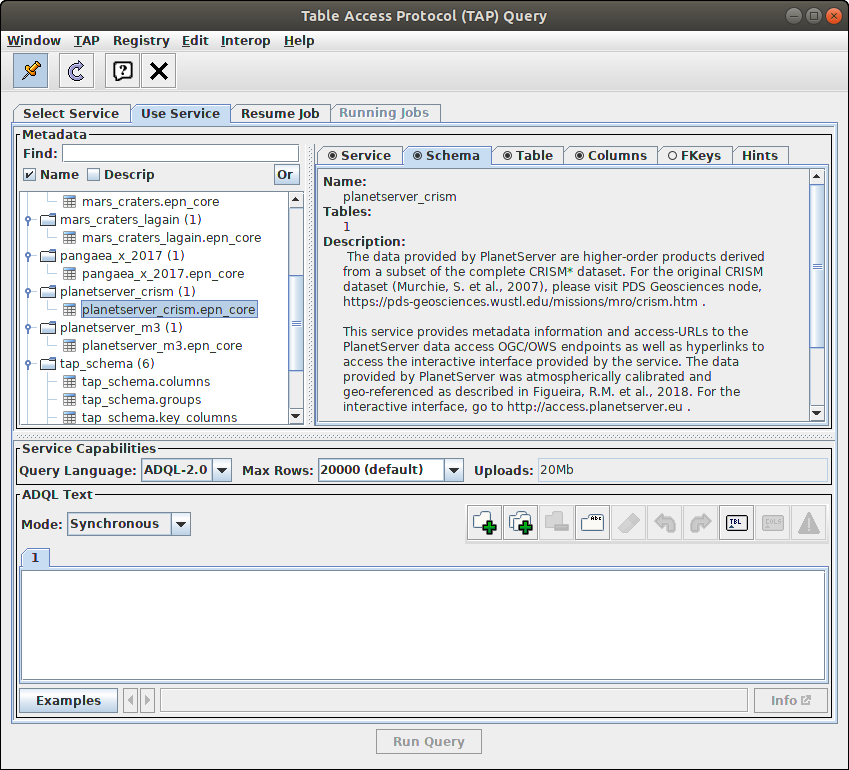 Table Access Protocol (TAP) Query
Window TAP Registry Edit Interop Help
Select Service Use Service Resume Job Running Jobs
Metadata
Find:
Name Descrip Or
mars_craters.epn_core
mars_craters_lagain (1)
mars_craters_lagain.epn_core
pangaea_x_2017 (1)
pangaea_x_2017.epn_core
planetserver_crism (1)
planetserver_crism.epn_core
planetserver_m3 (1)
planetserver_m3.epn_core
tap_schema (6)
tap_schema.columns
tap_schema.groups
tap_schema.key_columns
Service Schema Table Columns FKeys Hints
Name:
planetserver_crism
Tables:
1
Description:
The data provided by PlanetServer are higher-order products derived
from a subset of the complete CRISM* dataset. For the original CRISM
dataset (Murchie, S. et al., 2007), please visit PDS Geosciences node,
https://pds-geosciences.wustl.edu/missions/mro/crism.htm .
This service provides metadata information and access-URLs to the
PlanetServer data access OGC/OWS endpoints as well as hyperlinks to
access the interactive interface provided by the service. The data
provided by PlanetServer was atmospherically calibrated and
geo-referenced as described in Figueira, R.M. et al., 2018. For the
interactive interface, go to http://access.planetserver.eu .
Service Capabilities
Query Language: ADQL-2.0 Max Rows: 20000 (default) Uploads: 20Mb
ADQL Text
Mode: Synchronous
Abc TBL COLS
1
Examples Info
Run Query